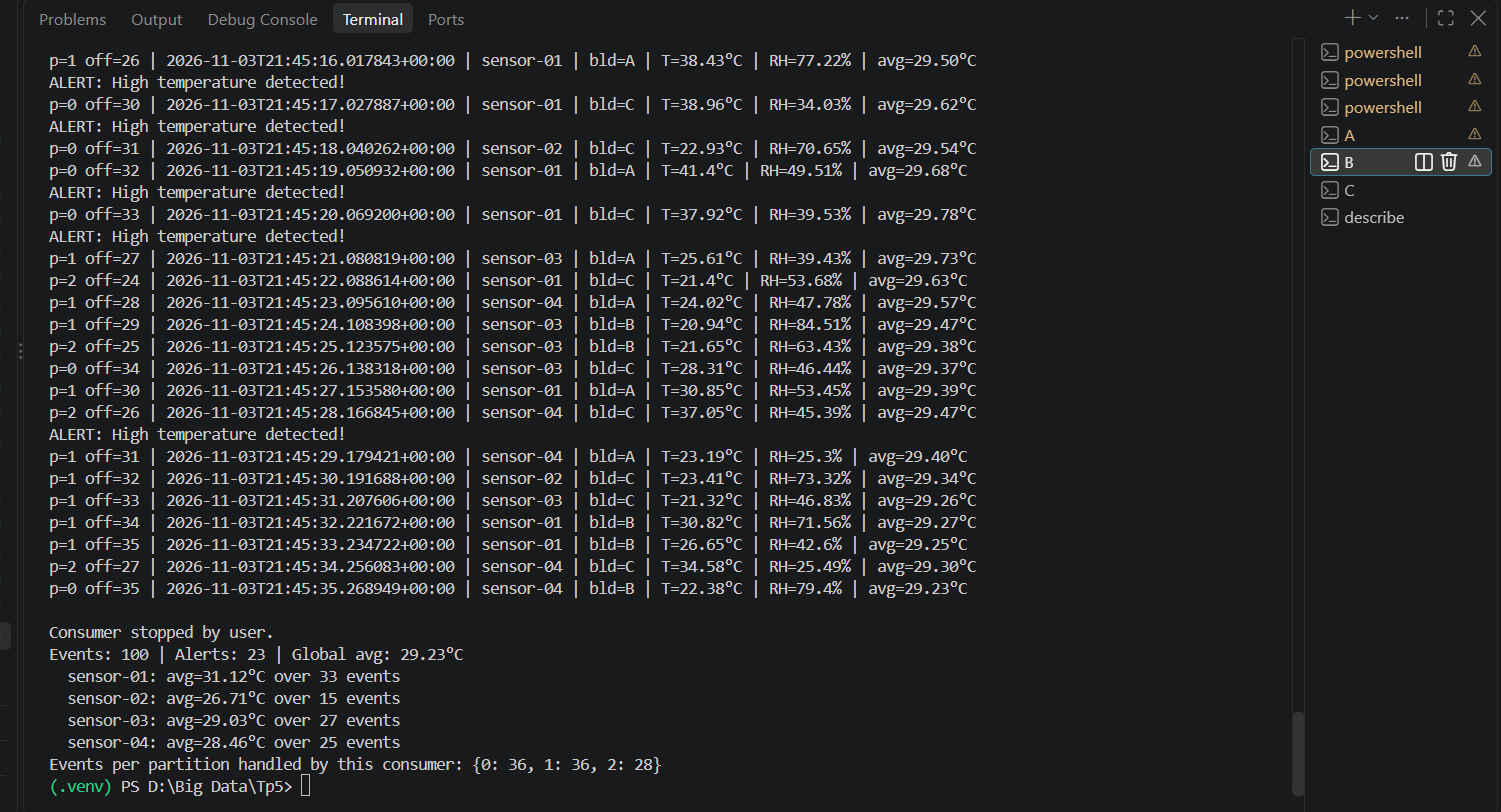 Problems Output Debug Console Terminal Ports
p=1 off=26 | 2026-11-03T21:45:16.017843+00:00 | sensor-01 | bld=A | T=38.43°C | RH=77.22% | avg=29.50°C
ALERT: High temperature detected!
p=0 off=30 | 2026-11-03T21:45:17.027887+00:00 | sensor-01 | bld=C | T=38.96°C | RH=34.03% | avg=29.62°C
ALERT: High temperature detected!
p=0 off=31 | 2026-11-03T21:45:18.040262+00:00 | sensor-02 | bld=C | T=22.93°C | RH=70.65% | avg=29.54°C
p=0 off=32 | 2026-11-03T21:45:19.050932+00:00 | sensor-01 | bld=A | T=41.4°C | RH=49.51% | avg=29.68°C
ALERT: High temperature detected!
p=0 off=33 | 2026-11-03T21:45:20.069200+00:00 | sensor-01 | bld=C | T=37.92°C | RH=39.53% | avg=29.78°C
ALERT: High temperature detected!
p=1 off=27 | 2026-11-03T21:45:21.080819+00:00 | sensor-03 | bld=A | T=25.61°C | RH=39.43% | avg=29.73°C
p=2 off=24 | 2026-11-03T21:45:22.088614+00:00 | sensor-01 | bld=C | T=21.4°C | RH=53.68% | avg=29.63°C
p=1 off=28 | 2026-11-03T21:45:23.095610+00:00 | sensor-04 | bld=A | T=24.02°C | RH=47.78% | avg=29.57°C
p=1 off=29 | 2026-11-03T21:45:24.108398+00:00 | sensor-03 | bld=B | T=20.94°C | RH=84.51% | avg=29.47°C
p=2 off=25 | 2026-11-03T21:45:25.123575+00:00 | sensor-03 | bld=B | T=21.65°C | RH=63.43% | avg=29.38°C
p=0 off=34 | 2026-11-03T21:45:26.138318+00:00 | sensor-03 | bld=C | T=28.31°C | RH=46.44% | avg=29.37°C
p=1 off=30 | 2026-11-03T21:45:27.153580+00:00 | sensor-01 | bld=A | T=30.85°C | RH=53.45% | avg=29.39°C
p=2 off=26 | 2026-11-03T21:45:28.166845+00:00 | sensor-04 | bld=C | T=37.05°C | RH=45.39% | avg=29.47°C
ALERT: High temperature detected!
p=1 off=31 | 2026-11-03T21:45:29.179421+00:00 | sensor-04 | bld=A | T=23.19°C | RH=25.3% | avg=29.40°C
p=1 off=32 | 2026-11-03T21:45:30.191688+00:00 | sensor-02 | bld=C | T=23.41°C | RH=73.32% | avg=29.34°C
p=1 off=33 | 2026-11-03T21:45:31.207606+00:00 | sensor-03 | bld=C | T=21.32°C | RH=46.83% | avg=29.26°C
p=1 off=34 | 2026-11-03T21:45:32.221672+00:00 | sensor-01 | bld=B | T=30.82°C | RH=71.56% | avg=29.27°C
p=1 off=35 | 2026-11-03T21:45:33.234722+00:00 | sensor-01 | bld=B | T=26.65°C | RH=42.6% | avg=29.25°C
p=2 off=27 | 2026-11-03T21:45:34.256083+00:00 | sensor-04 | bld=C | T=34.58°C | RH=25.49% | avg=29.30°C
p=0 off=35 | 2026-11-03T21:45:35.268949+00:00 | sensor-04 | bld=B | T=22.38°C | RH=79.4% | avg=29.23°C
Consumer stopped by user.
Events: 100 | Alerts: 23 | Global avg: 29.23°C
sensor-01: avg=31.12°C over 33 events
sensor-02: avg=26.71°C over 15 events
sensor-03: avg=29.03°C over 27 events
sensor-04: avg=28.46°C over 25 events
Events per partition handled by this consumer: {0: 36, 1: 36, 2: 28}
(.venv) PS D:\Big Data\Tp5>
powershell
powershell
powershell
A
B
C
describe